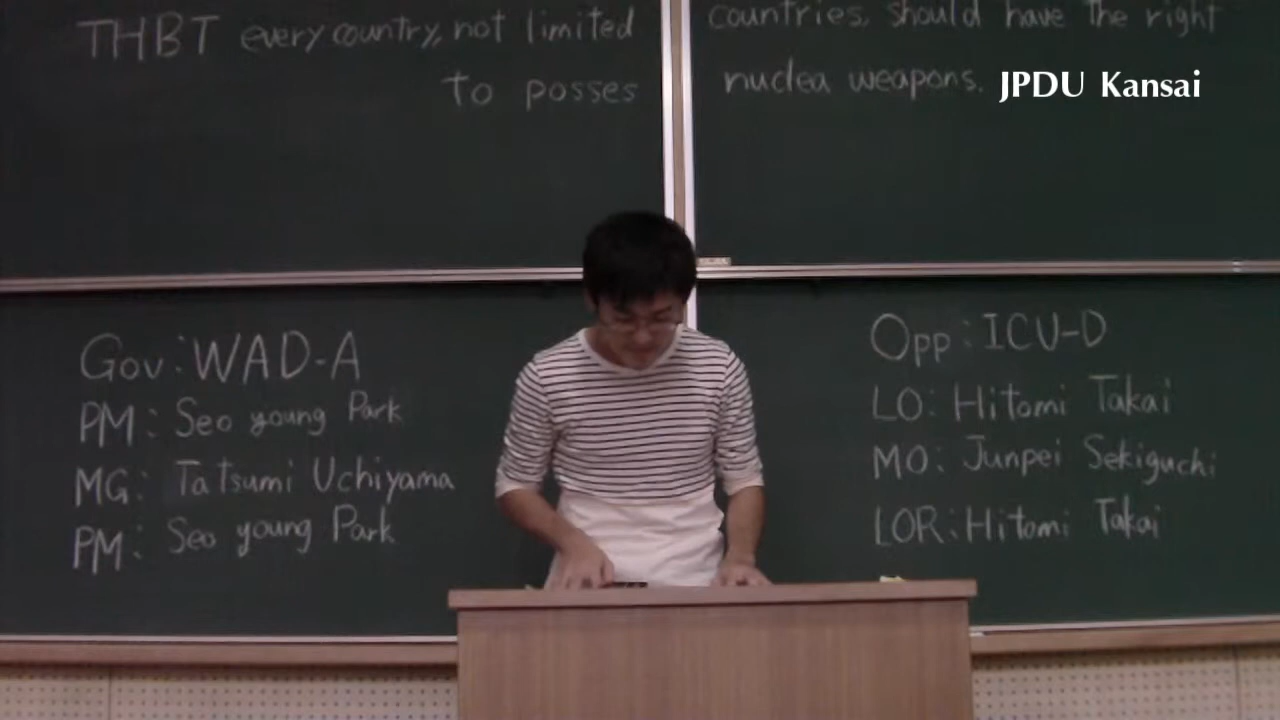 THBT every country, not limited
to posses
countries, should have the right
nuclea weapons.
JPDU Kansai
Gov: WAD-A
PM: Seo young Park
MG: Tatsumi Uchiyama
PM: Seo young Park
Opp: ICU-D
LO: Hitomi Takai
MO: Junpei Sekiguchi
LOR: Hitomi Takai